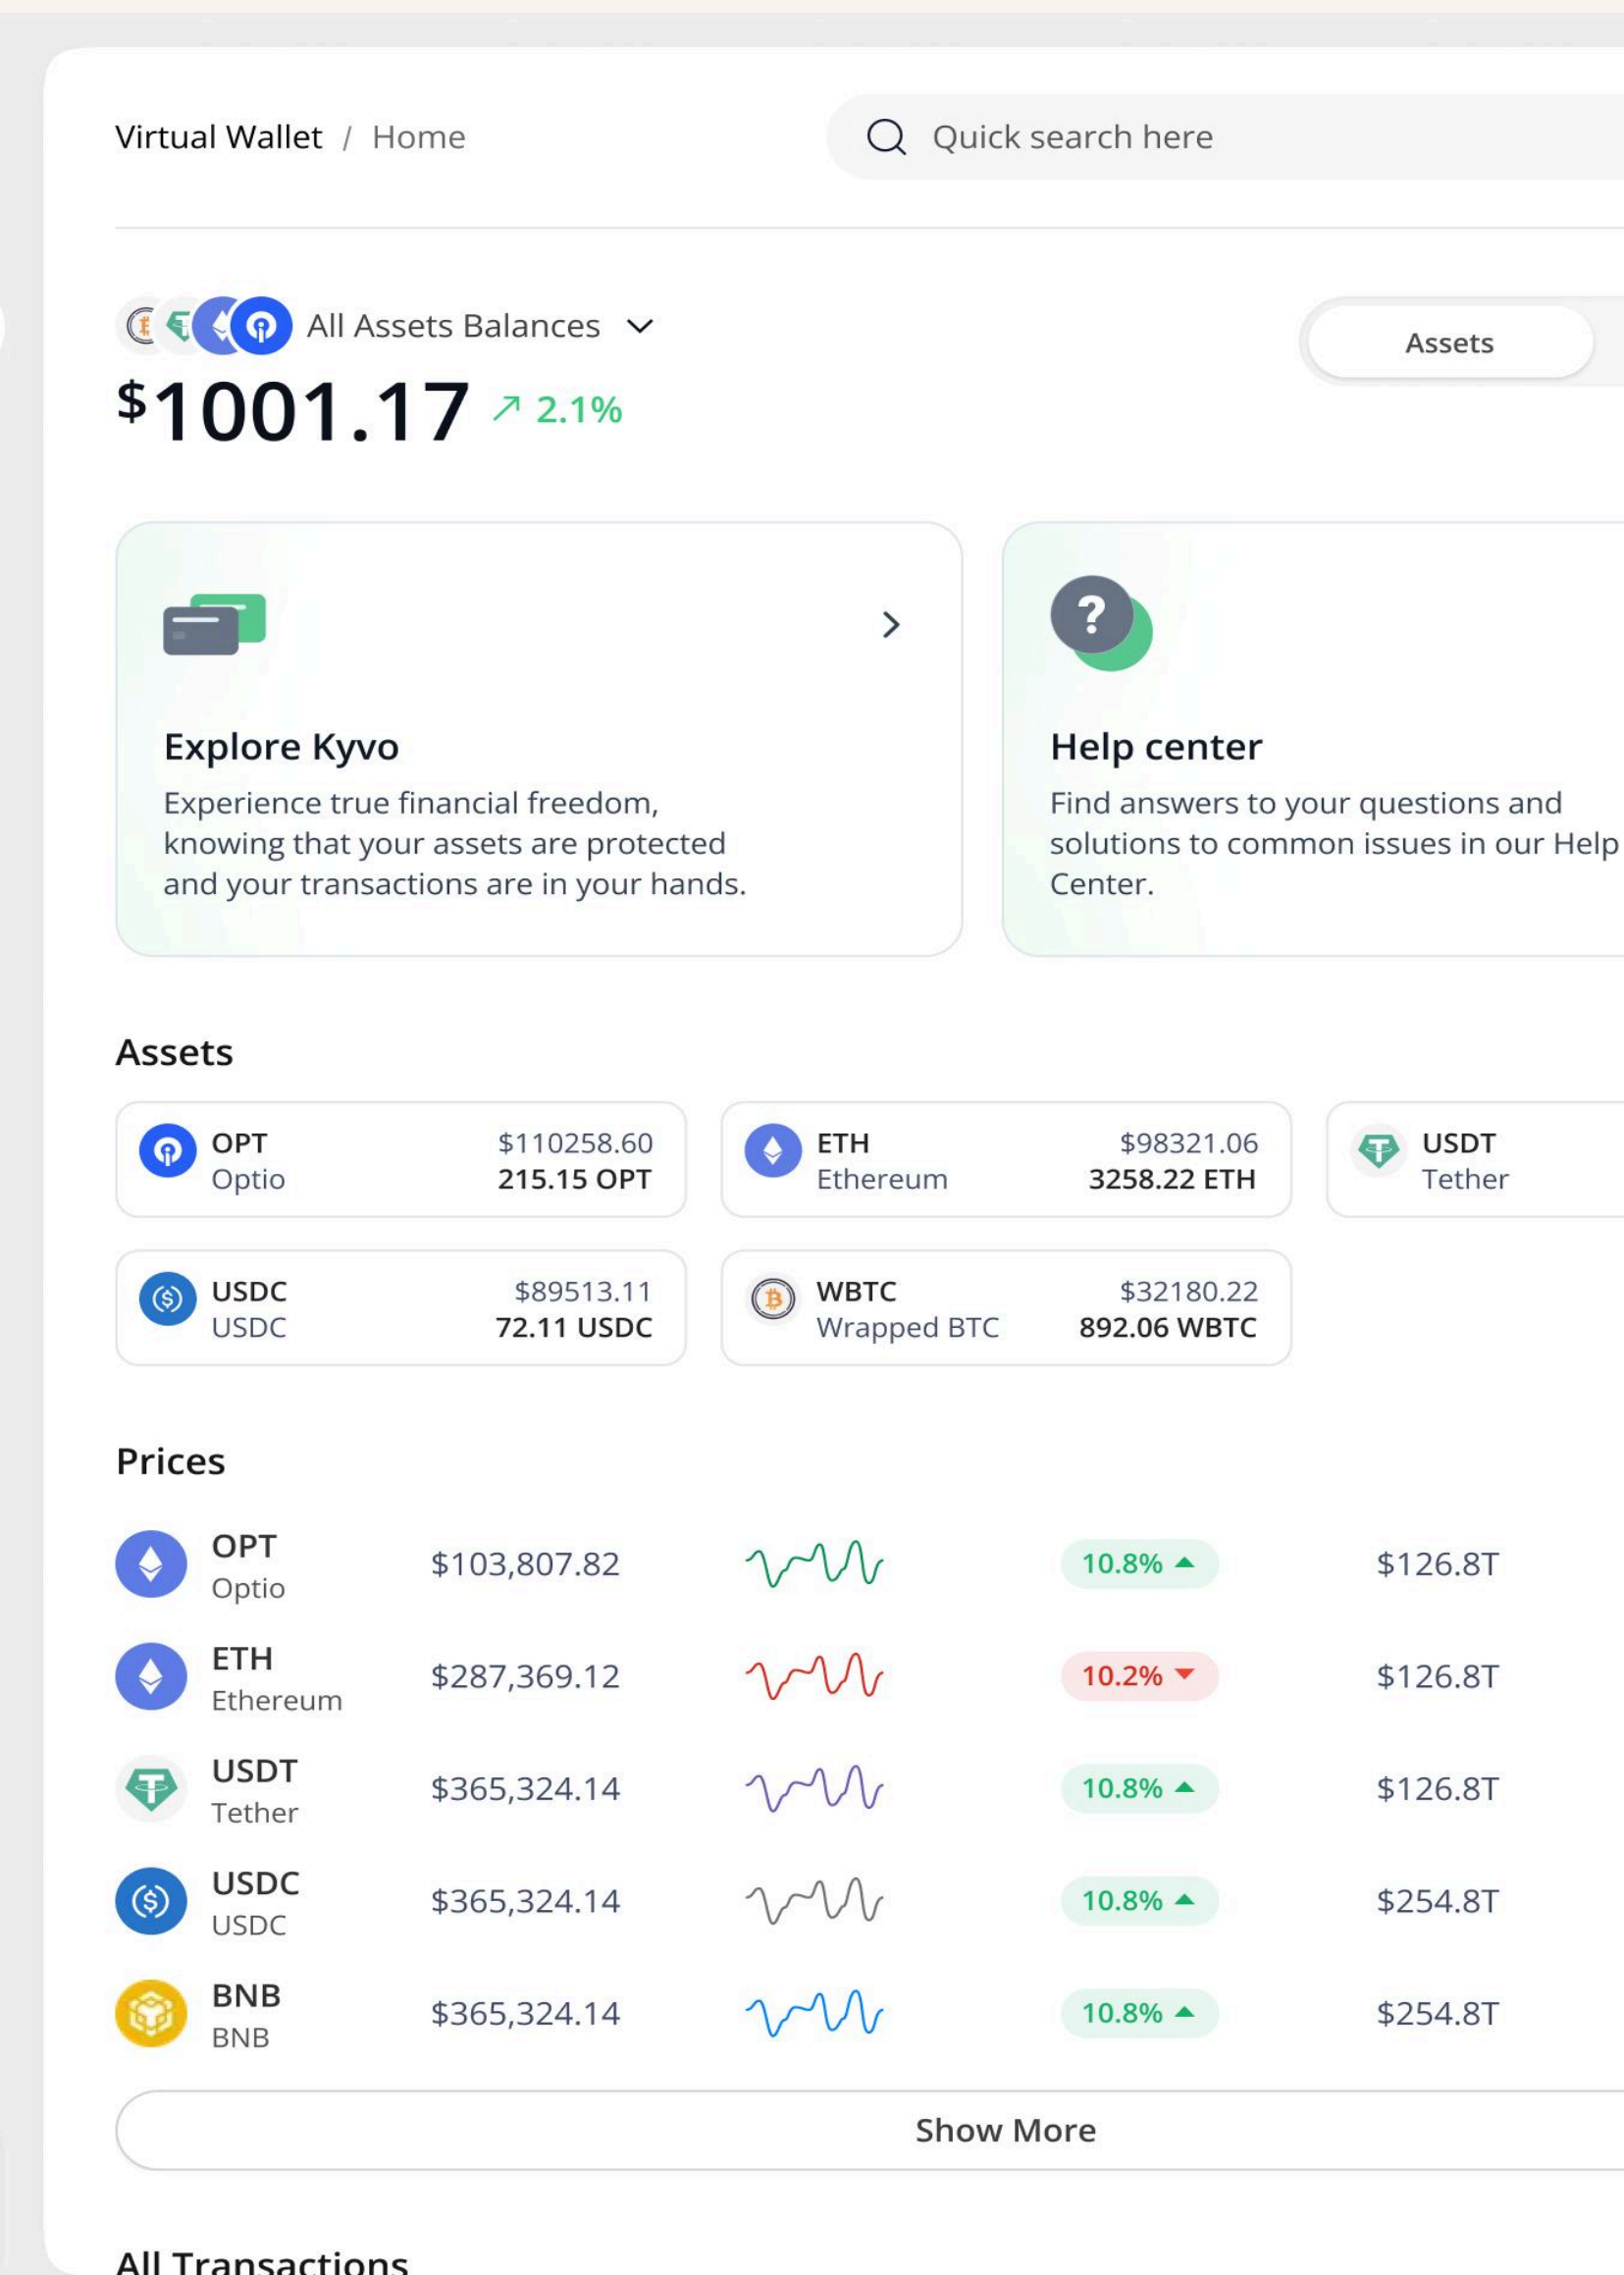 Virtual Wallet / Home
Quick search here
All Assets Balances
Assets
$1001.17 2.1%
Explore Kyvo
Experience true financial freedom,
knowing that your assets are protected
and your transactions are in your hands.
?
Help center
Find answers to your questions and
solutions to common issues in our Help
Center.
Assets
OPT $110258.60
Optio 215.15 OPT
ETH $98321.06
Ethereum 3258.22 ETH
USDT
Tether
USDC $89513.11
USDC 72.11 USDC
WBTC $32180.22
Wrapped BTC 892.06 WBTC
Prices
OPT
Optio
$103,807.82 10.8% $126.8T
ETH
Ethereum
$287,369.12 10.2% $126.8T
USDT
Tether
$365,324.14 10.8% $126.8T
USDC
USDC
$365,324.14 10.8% $254.8T
BNB
BNB
$365,324.14 10.8% $254.8T
Show More
All Transactions